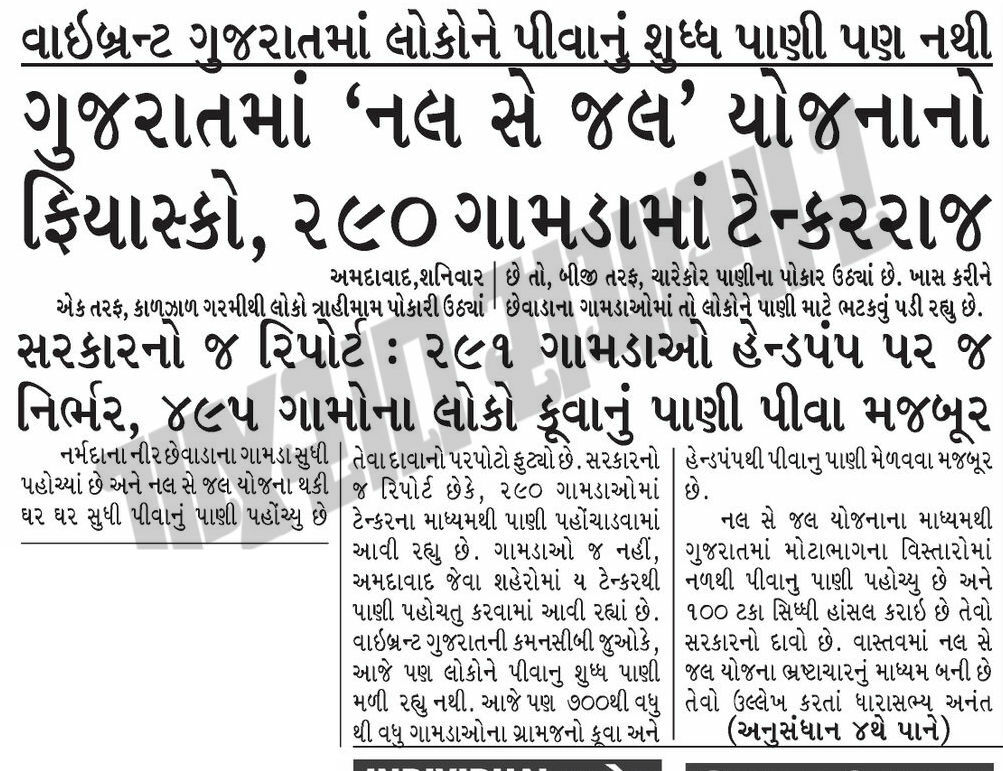 વાઇબ્રન્ટ ગુજરાતમાં લોકોને પીવાનું શુધ્ધ પાણી પણ નથી
ગુજરાતમાં ‘નલ સે જલ’ યોજનાનો
ફિયાસ્કો, ૨૯૦ ગામડામાં ટેન્કરરાજ
અમદાવાદ,શનિવાર
એક તરફ, કાળઝાળ ગરમીથી લોકો ત્રાહીમામ પોકારી ઉઠ્યાં
છે તો, બીજી તરફ, ચારેકોર પાણીના પોકાર ઉઠ્યાં છે. ખાસ કરીને
છેવાડાના ગામડાઓમાં તો લોકોને પાણી માટે ભટકવું પડી રહ્યુ છે.
સરકારનો જ રિપોર્ટ : ૨૯૧ ગામડાઓ હેન્ડપંપ પર જ
નિર્ભર, ૪૯૫ ગામોના લોકો કૂવાનું પાણી પીવા મજબૂર
નર્મદાના નીર છેવાડાના ગામડા સુધી
પહોચ્યાં છે અને નલ સે જલ યોજના થકી
ઘર ઘર સુધી પીવાનું પાણી પહોંચ્યુ છે
તેવા દાવાનો પરપોટો ફુટ્યો છે. સરકારનો
જ રિપોર્ટ છેકે, ૨૯૦ ગામડાઓમાં
ટેન્કરના માધ્યમથી પાણી પહોંચાડવામાં
આવી રહ્યુ છે. ગામડાઓ જ નહીં,
અમદાવાદ જેવા શહેરોમાં ય ટેન્કરથી
પાણી પહોચતુ કરવામાં આવી રહ્યાં છે.
વાઇબ્રન્ટ ગુજરાતની કમનસીબી જુઓકે,
આજે પણ લોકોને પીવાનુ શુધ્ધ પાણી
મળી રહ્યુ નથી. આજે પણ ૭૦૦થી વધુ
થી વધુ ગામડાઓના ગ્રામજનો કૂવા અને
હેન્ડપંપથી પીવાનુ પાણી મેળવવા મજબૂર
છે.
નલ સે જલ યોજનાના માધ્યમથી
ગુજરાતમાં મોટાભાગના વિસ્તારોમાં
નળથી પીવાનુ પાણી પહોચ્યુ છે અને
૧૦૦ ટકા સિધ્ધી હાંસલ કરાઇ છે તેવો
સરકારનો દાવો છે. વાસ્તવમાં નલ સે
જલ યોજના ભ્રષ્ટાચારનું માધ્યમ બની છે
તેવો ઉલ્લેખ કરતાં ધારાસભ્ય અનંત
(અનુસંધાન ૪થે પાને)